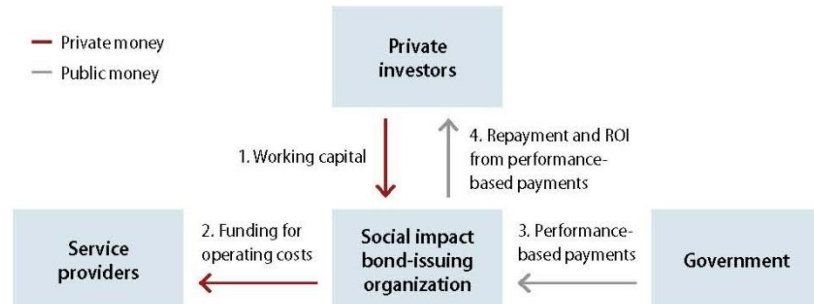 Private money
Public money
Private
investors
1. Working capital
4. Repayment and ROI
from performance-
based payments
Service
providers
2. Funding for
operating costs
Social impact
bond-issuing
organization
3. Performance-
based payments
Government